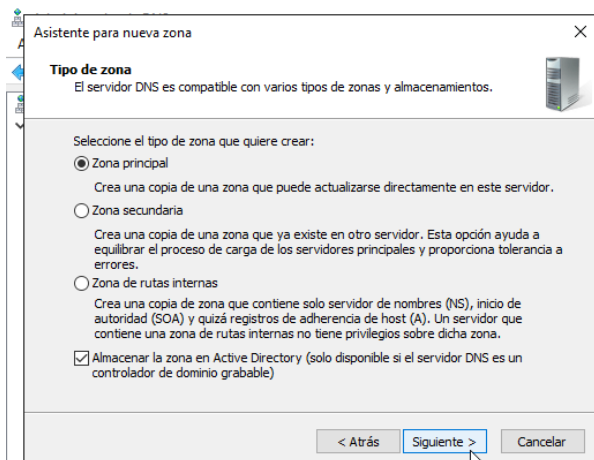 Asistente para nueva zona
Tipo de zona
El servidor DNS es compatible con varios tipos de zonas y almacenamientos.
Seleccione el tipo de zona que quiere crear:
Zona principal
Crea una copia de una zona que puede actualizarse directamente en este servidor.
Zona secundaria
Crea una copia de una zona que ya existe en otro servidor. Esta opción ayuda a
equilibrar el proceso de carga de los servidores principales y proporciona tolerancia a
errores.
Zona de rutas internas
Crea una copia de zona que contiene solo servidor de nombres (NS), inicio de
autoridad (SOA) y quizá registros de adherencia de host (A). Un servidor que
contiene una zona de rutas internas no tiene privilegios sobre dicha zona.
Almacenar la zona en Active Directory (solo disponible si el servidor DNS es un
controlador de dominio grabable)
< Atrás
Siguiente >
Cancelar